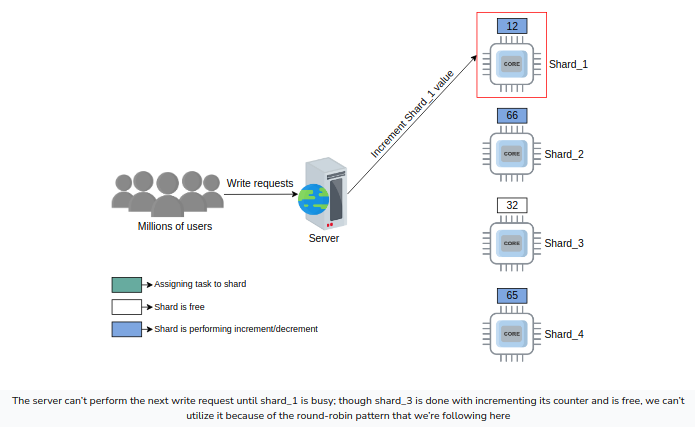 12
CORE
Shard_1
Increment Shard_1 value
66
CORE
Shard_2
Write requests
Millions of users
Server
32
CORE
Shard_3
65
CORE
Shard_4
Assigning task to shard
Shard is free
Shard is performing increment/decrement
The server can't perform the next write request until shard_1 is busy; though shard_3 is done with incrementing its counter and is free, we can't
utilize it because of the round-robin pattern that we're following here